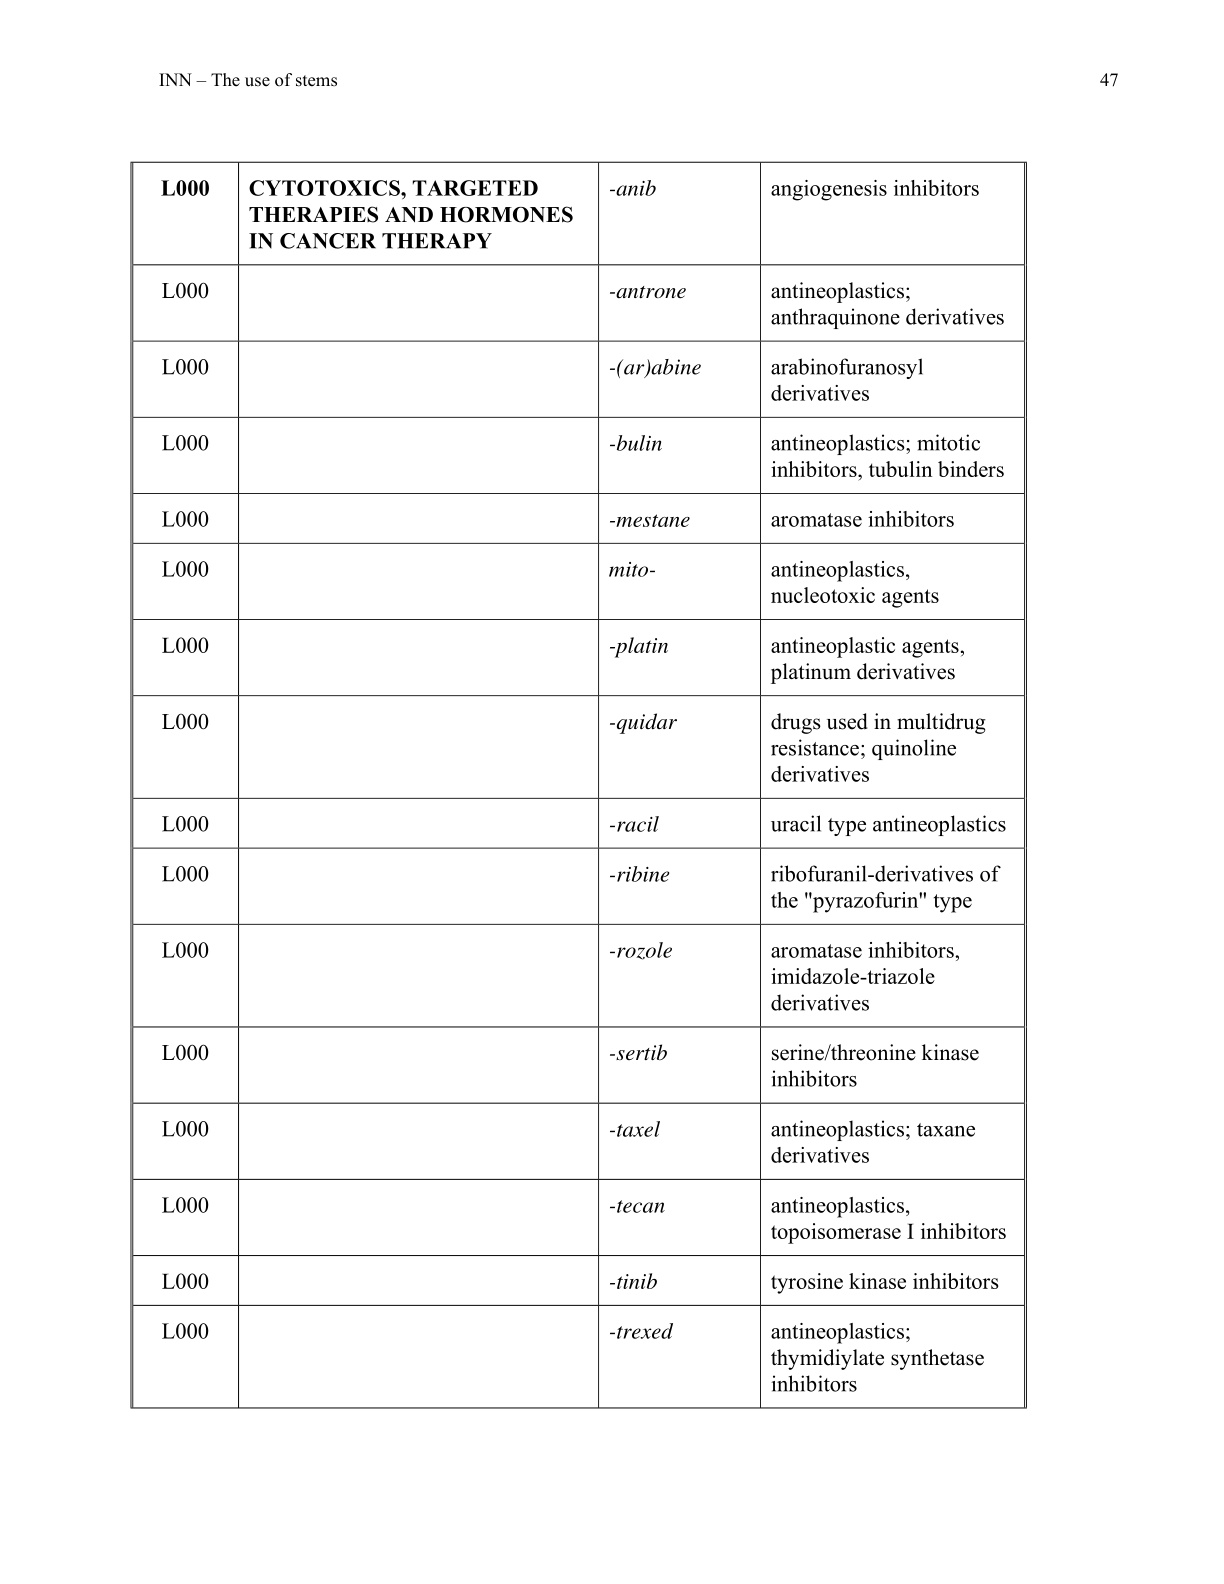 INN – The use of stems 47
L000 CYTOTOXICS, TARGETED -anib angiogenesis inhibitors
THERAPIES AND HORMONES
IN CANCER THERAPY
L000 -antrone antineoplastics;
anthraquinone derivatives
L000 -(ar)abine arabinofuranosyl
derivatives
L000 -bulin antineoplastics; mitotic
inhibitors, tubulin binders
L000 -mestane aromatase inhibitors
L000 mito- antineoplastics,
nucleotoxic agents
L000 -platin antineoplastic agents,
platinum derivatives
L000 -quidar drugs used in multidrug
resistance; quinoline
derivatives
L000 -racil uracil type antineoplastics
L000 -ribine ribofuranil-derivatives of
the "pyrazofurin" type
L000 -rozole aromatase inhibitors,
imidazole-triazole
derivatives
L000 -sertib serine/threonine kinase
inhibitors
L000 -taxel antineoplastics; taxane
derivatives
L000 -tecan antineoplastics,
topoisomerase I inhibitors
L000 -tinib tyrosine kinase inhibitors
L000 -trexed antineoplastics;
thymidiylate synthetase
inhibitors